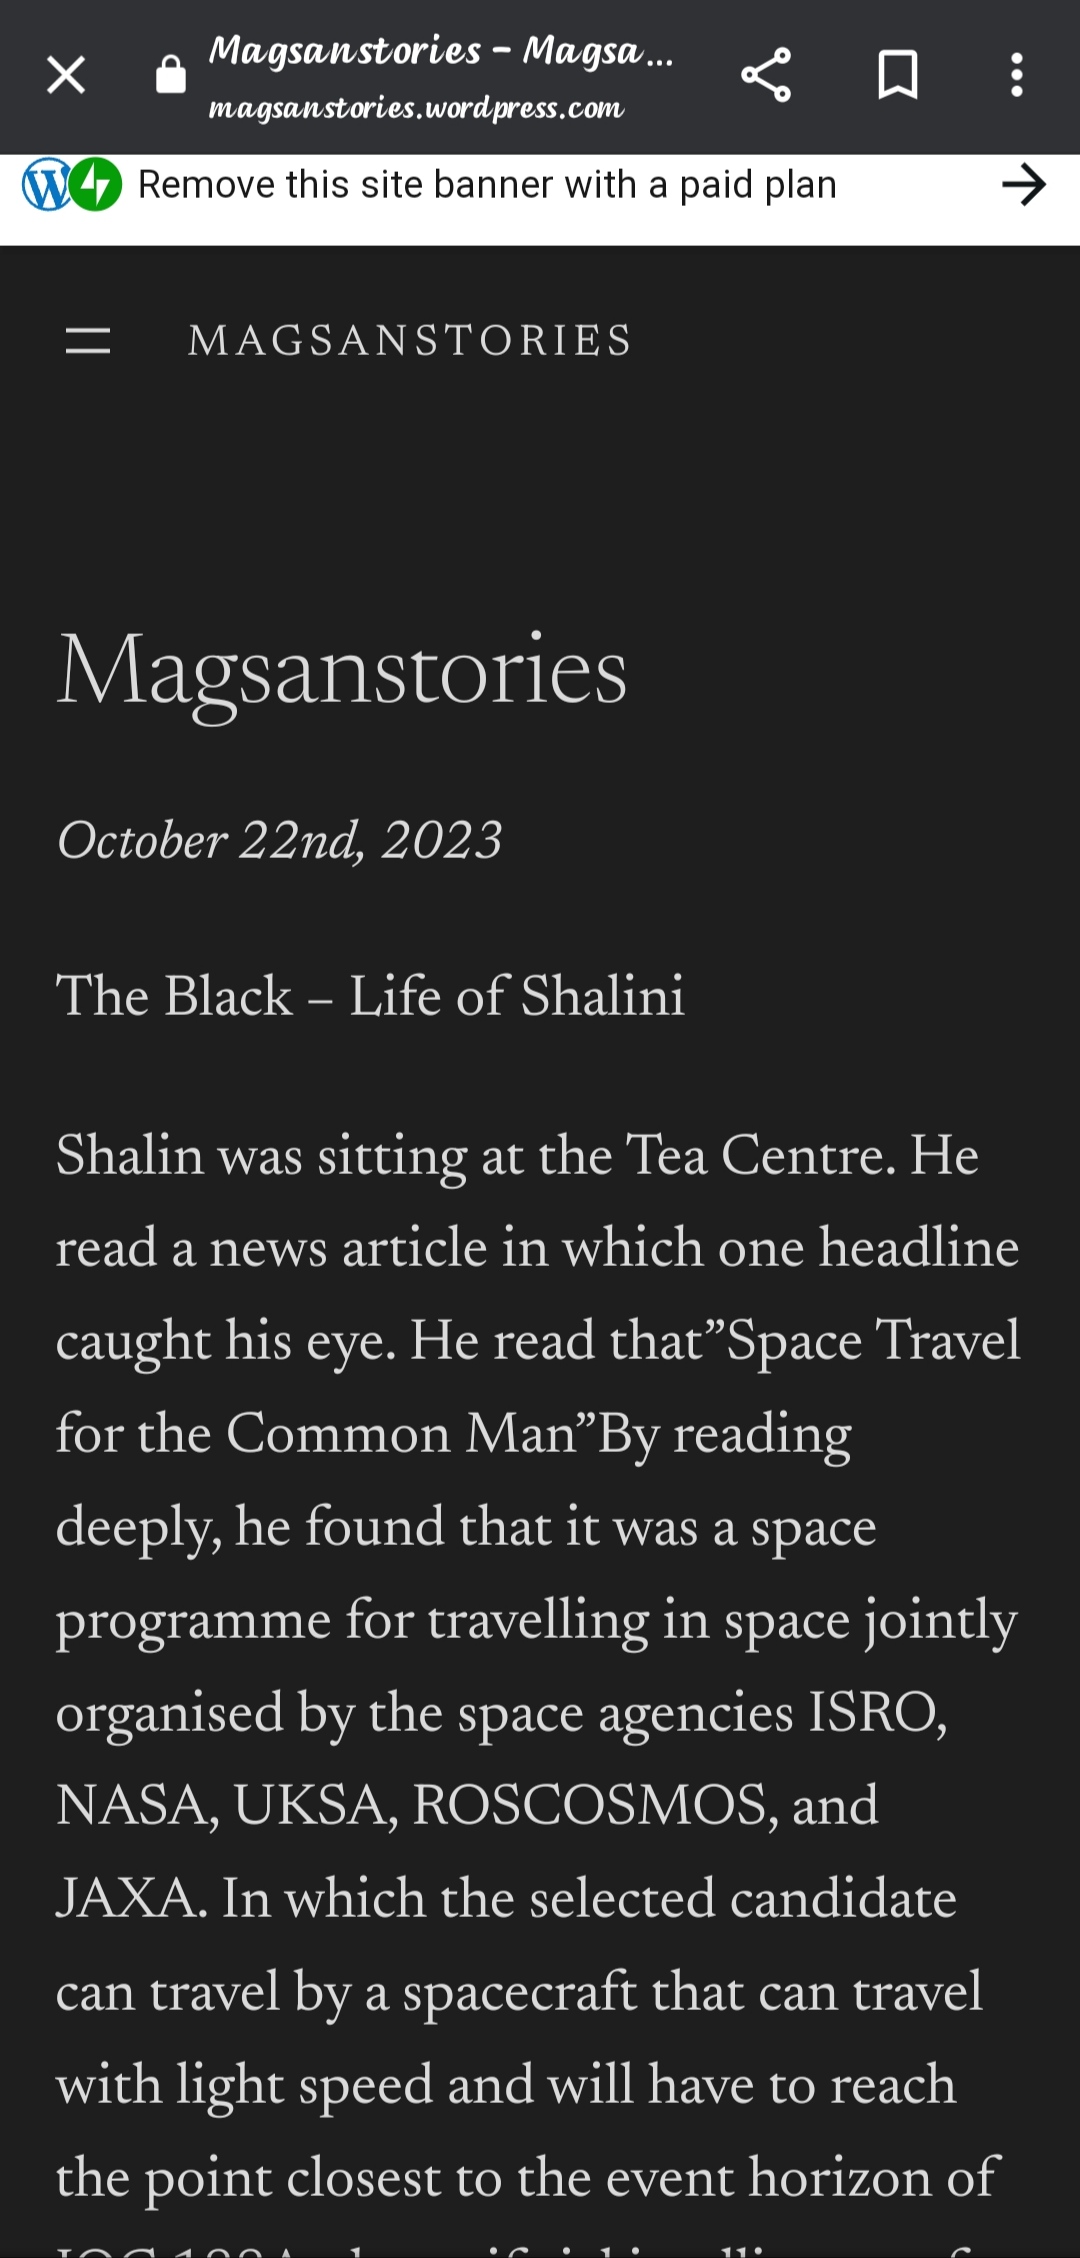 Magsanstories – Magsa...
magsanstories.wordpress.com
Remove this site banner with a paid plan
MAGSANSTORIES
Magsanstories
October 22nd, 2023
The Black – Life of Shalini
Shalin was sitting at the Tea Centre. He
read a news article in which one headline
caught his eye. He read that”Space Travel
for the Common Man”By reading
deeply, he found that it was a space
programme for travelling in space jointly
organised by the space agencies ISRO,
NASA, UKSA, ROSCOSMOS, and
JAXA. In which the selected candidate
can travel by a spacecraft that can travel
with light speed and will have to reach
the point closest to the event horizon of